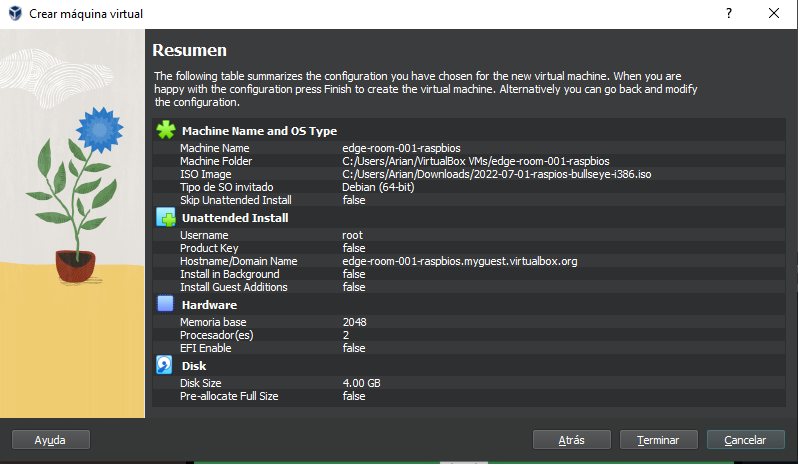 Crear máquina virtual
Resumen
The following table summarizes the configuration you have chosen for the new virtual machine. When you are
happy with the configuration press Finish to create the virtual machine. Alternatively you can go back and modify
the configuration.
Machine Name and OS Type
Machine Name edge-room-001-raspbios
Machine Folder C:/Users/Arian/VirtualBox VMs/edge-room-001-raspbios
ISO Image C:/Users/Arian/Downloads/2022-07-01-raspios-bullseye-i386.iso
Tipo de SO invitado Debian (64-bit)
Skip Unattended Install false
Unattended Install
Username root
Product Key false
Hostname/Domain Name edge-room-001-raspbios.myguest.virtualbox.org
Install in Background false
Install Guest Additions false
Hardware
Memoria base 2048
Procesador(es) 2
EFI Enable false
Disk
Disk Size 4.00 GB
Pre-allocate Full Size false
Ayuda Atrás Terminar Cancelar